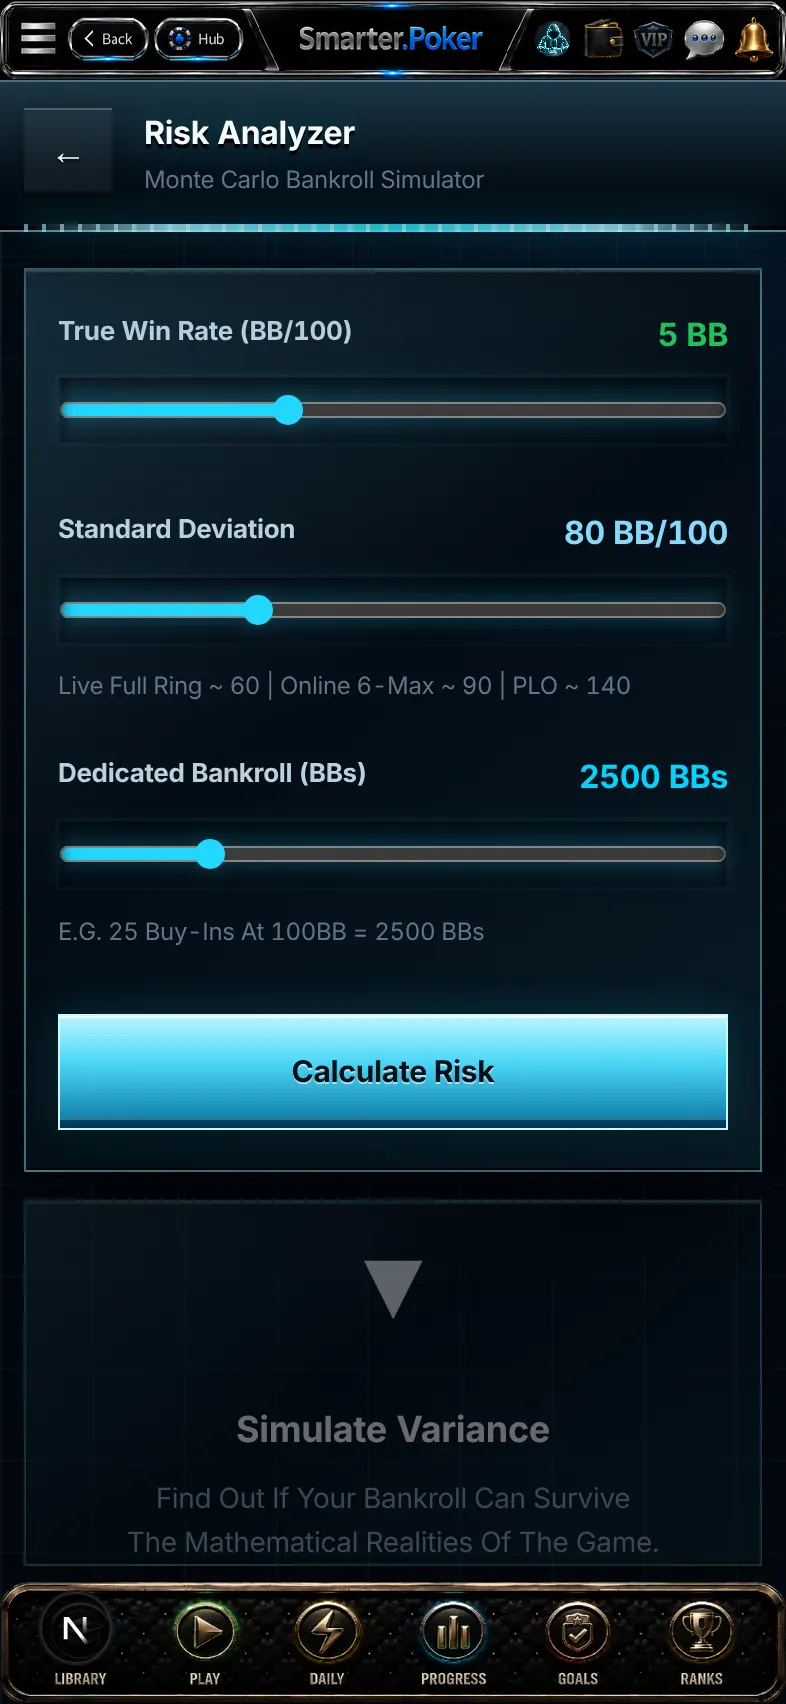 Back
Hub
Smarter.Poker
VIP
←
Risk Analyzer
Monte Carlo Bankroll Simulator
True Win Rate (BB/100)
5 BB
Standard Deviation
80 BB/100
Live Full Ring ~ 60 | Online 6-Max ~ 90 | PLO ~ 140
Dedicated Bankroll (BBs)
2500 BBs
E.G. 25 Buy-Ins At 100BB = 2500 BBs
Calculate Risk
Simulate Variance
Find Out If Your Bankroll Can Survive
The Mathematical Realities Of The Game.
N
LIBRARY
PLAY
DAILY
PROGRESS
GOALS
RANKS